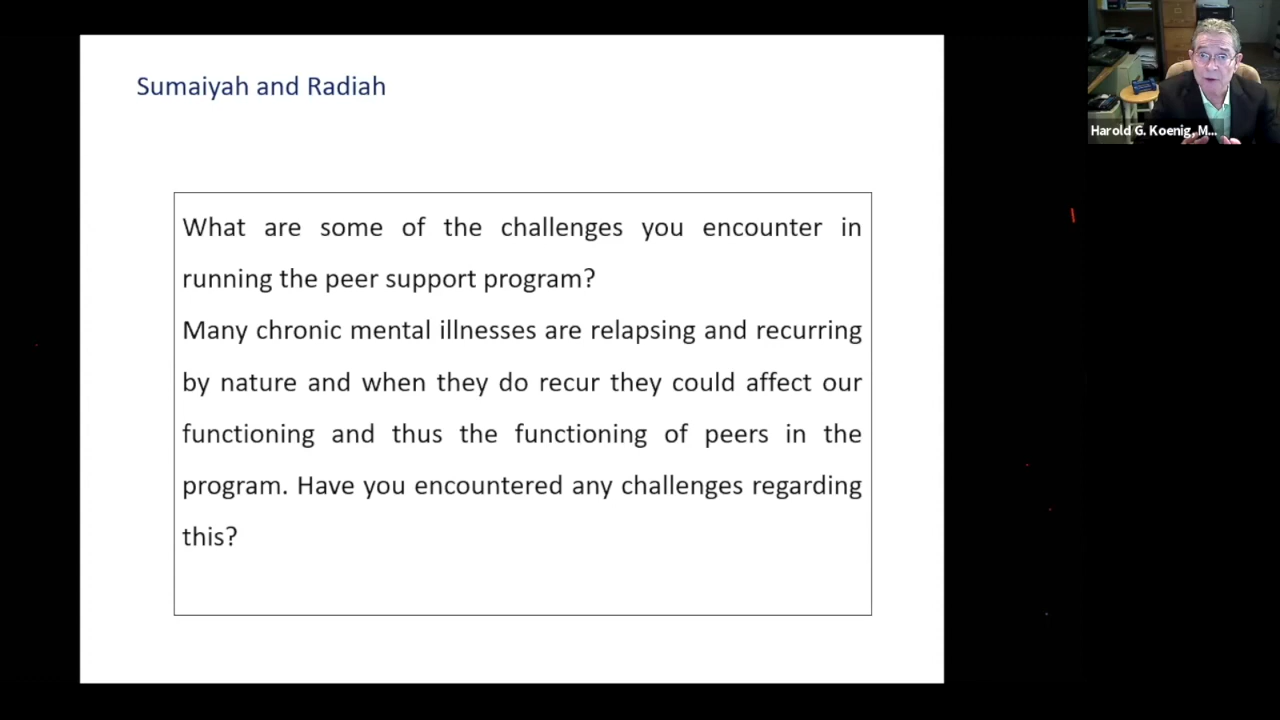 Sumaiyah and Radiah
Harold G. Koenig, M...
What are some of the challenges you encounter in
running the peer support program?
Many chronic mental illnesses are relapsing and recurring
by nature and when they do recur they could affect our
functioning and thus the functioning of peers in the
program. Have you encountered any challenges regarding
this?